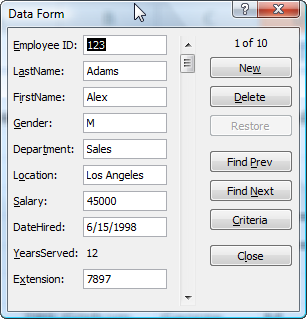 Data Form
?
Employee ID: 123
LastName: Adams
FirstName: Alex
Gender: M
Department: Sales
Location: Los Angeles
Salary: 45000
DateHired: 6/15/1998
YearsServed: 12
Extension: 7897
1 of 10
New
Delete
Restore
Find Prev
Find Next
Criteria
Close